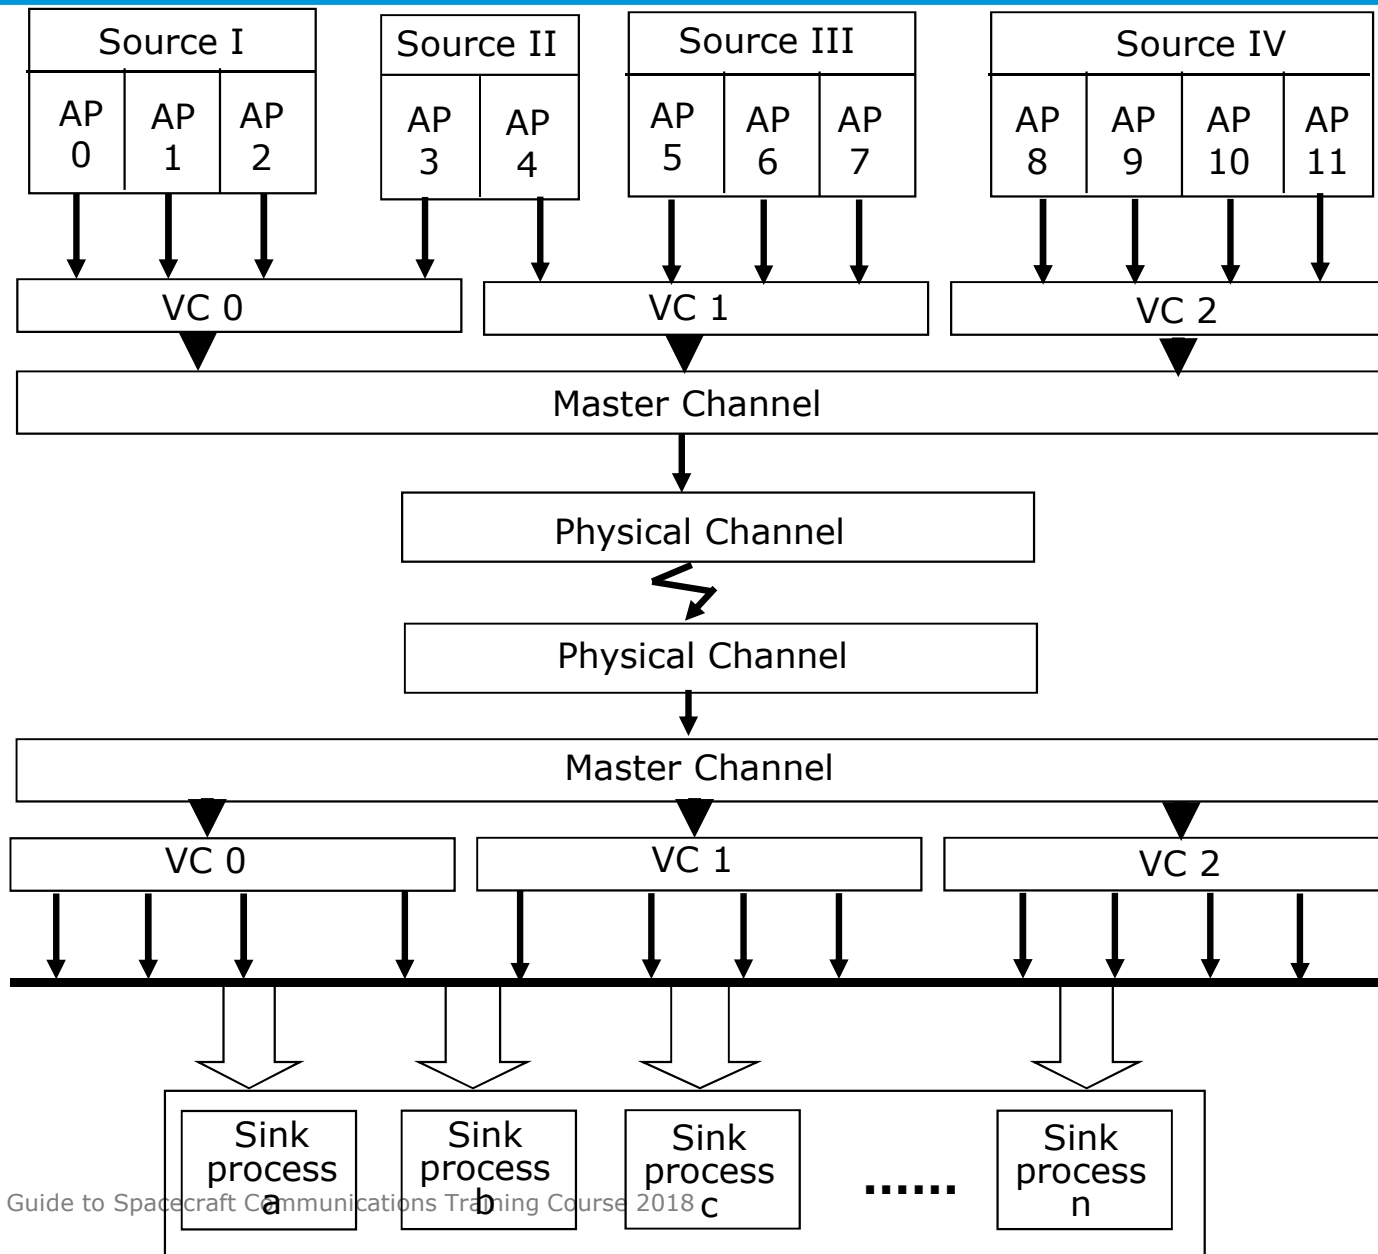 Source I
Source II
Source III
Source IV
AP
0
AP
1
AP
2
AP
3
AP
4
AP
5
AP
6
AP
7
AP
8
AP
9
AP
10
AP
11
VC 0
VC 1
VC 2
Master Channel
Physical Channel
Physical Channel
Master Channel
VC 0
VC 1
VC 2
Sink
process
a
Sink
process
b
Sink
process
c
......
Sink
process
n
Guide to Spacecraft Communications Training Course 2018